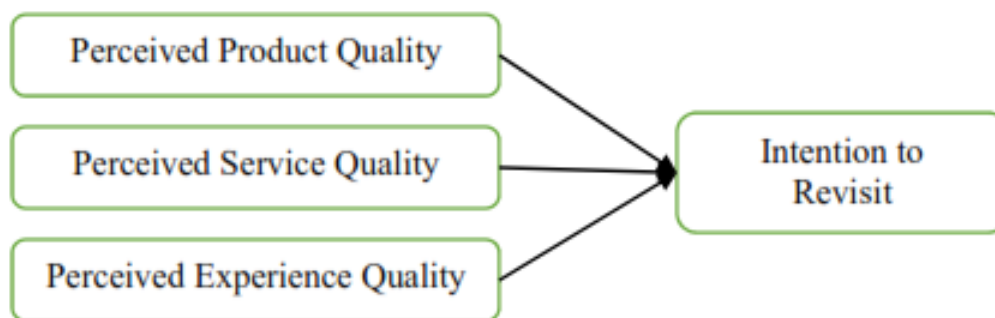 Perceived Product Quality
Perceived Service Quality
Perceived Experience Quality
Intention to
Revisit